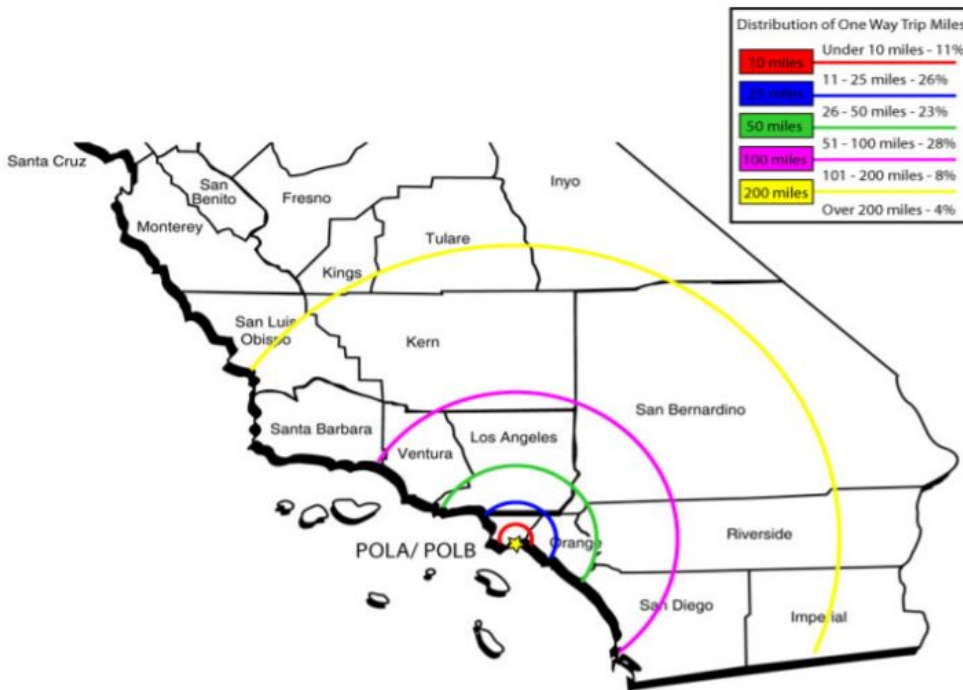 Distribution of One Way Trip Miles
Under 10 miles - 11%
10 miles
11 - 25 miles - 26%
25 miles
26 - 50 miles - 23%
50 miles
51 - 100 miles - 28%
100 miles
101 - 200 miles - 8%
200 miles
Over 200 miles - 4%
Santa Cruz
San
Benito
Fresno
Inyo
Monterey
Tulare
Kings
San Luis
Obispo
Kern
San Bernardino
Santa Barbara
Los Angeles
Ventura
Riverside
Orange
POLA/ POLB
San Diego
Imperial